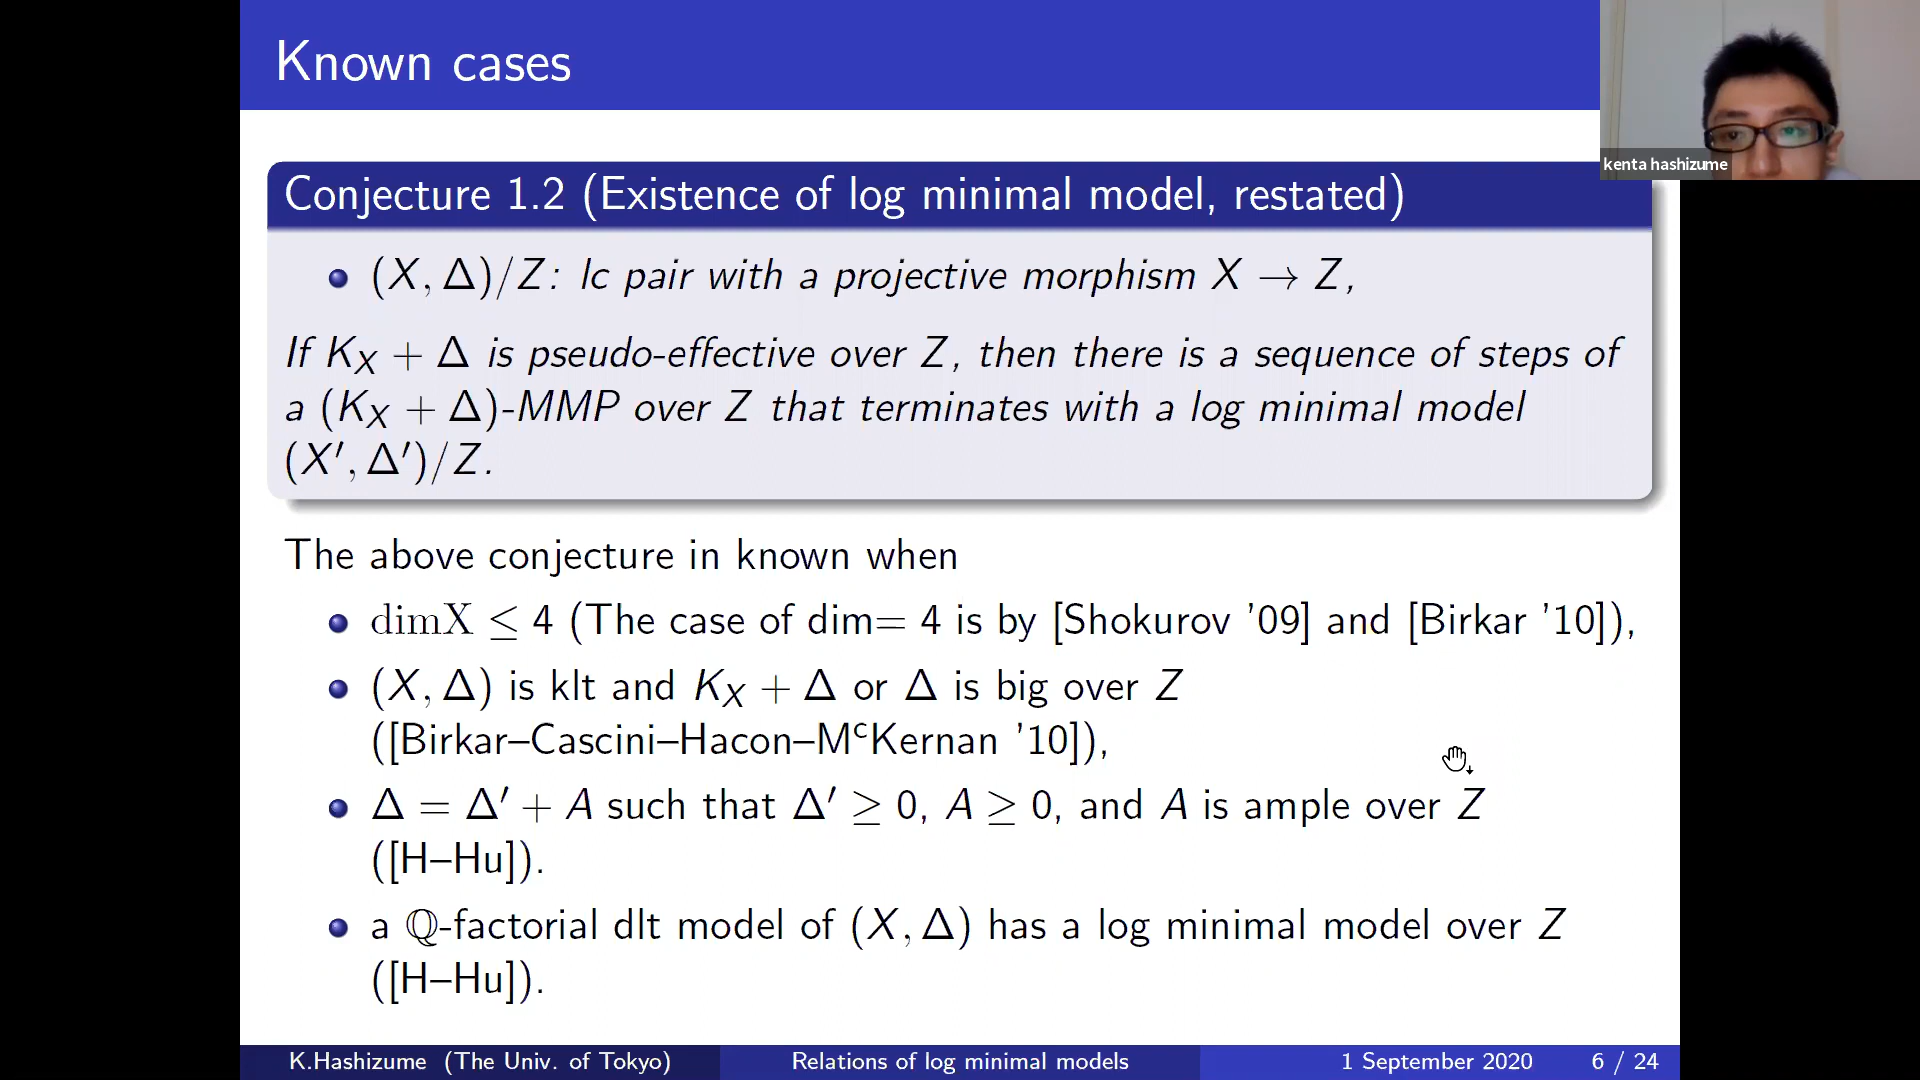 Known cases
kenta hashizume
Conjecture 1.2 (Existence of log minimal model, restated)
(X, Δ)/Z: lc pair with a projective morphism X → Z,
If K_X + Δ is pseudo-effective over Z, then there is a sequence of steps of
a (K_X + Δ)-MMP over Z that terminates with a log minimal model
(X′, Δ′)/Z.
The above conjecture in known when
dimX ≤ 4 (The case of dim= 4 is by [Shokurov ’09] and [Birkar ’10]),
(X, Δ) is klt and K_X + Δ or Δ is big over Z
([Birkar–Cascini–Hacon–MᶜKernan ’10]),
Δ = Δ′ + A such that Δ′ ≥ 0, A ≥ 0, and A is ample over Z
([H–Hu]).
a ℚ-factorial dlt model of (X, Δ) has a log minimal model over Z
([H–Hu]).
K.Hashizume (The Univ. of Tokyo) Relations of log minimal models 1 September 2020 6 / 24